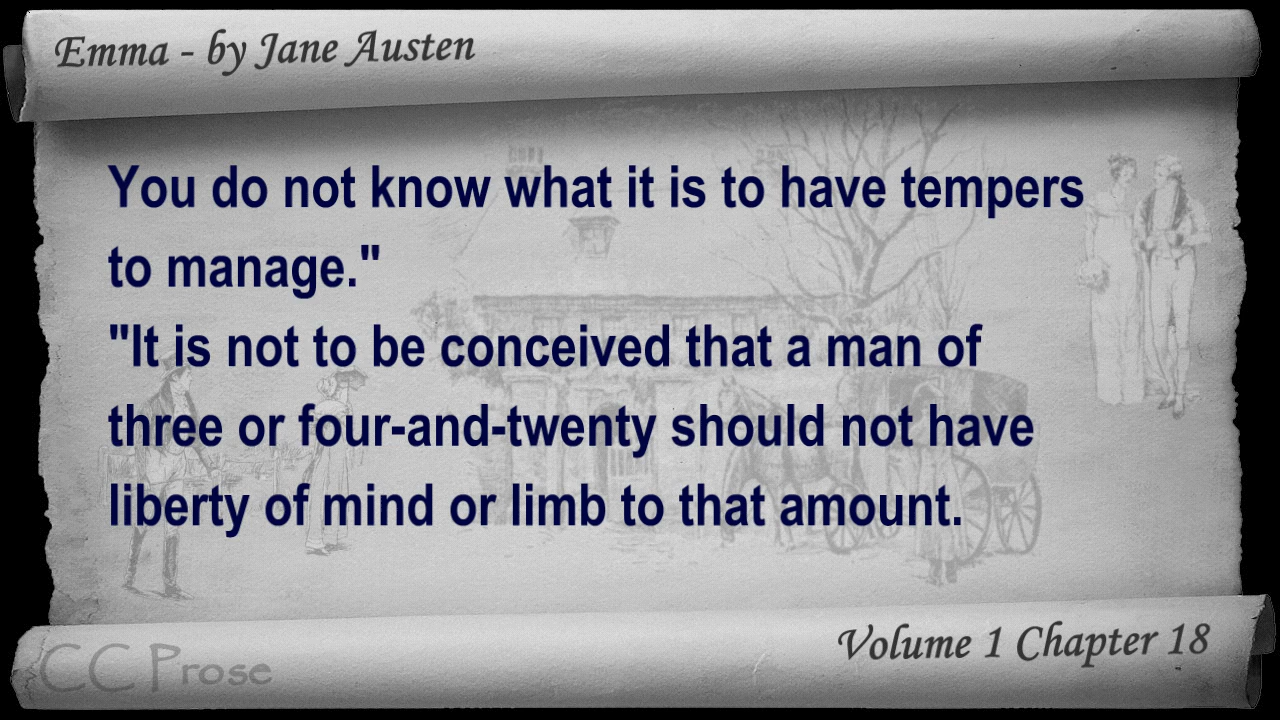 Emma - by Jane Austen
You do not know what it is to have tempers
to manage."
"It is not to be conceived that a man of
three or four-and-twenty should not have
liberty of mind or limb to that amount.
Volume 1 Chapter 18
CC Prose